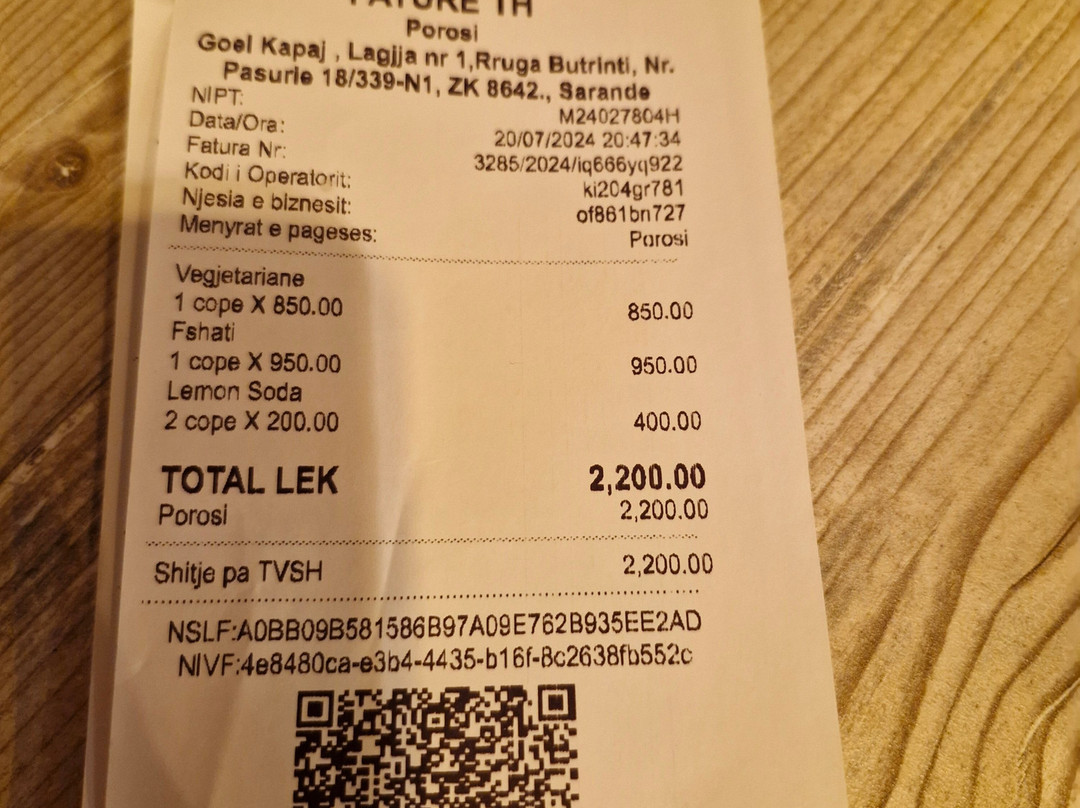 FATURE TH
Porosi
Goel Kapaj , Lagjja nr 1,Rruga Butrinti, Nr.
Pasurie 18/339-N1, ZK 8642., Sarande
NIPT: M24027804H
Data/Ora: 20/07/2024 20:47:34
Fatura Nr: 3285/2024/iq666yq922
Kodi i Operatorit: ki204gr781
Njesia e biznesit: of861bn727
Menyrat e pageses: Porosi
Vegjetariane
1 cope X 850.00 850.00
Fshati
1 cope X 950.00 950.00
Lemon Soda
2 cope X 200.00 400.00
TOTAL LEK 2,200.00
Porosi 2,200.00
Shitje pa TVSH 2,200.00
NSLF:A0BB09B581586B97A09E762B935EE2AD
NIVF:4e8480ca-e3b4-4435-b16f-8c2638fb552c